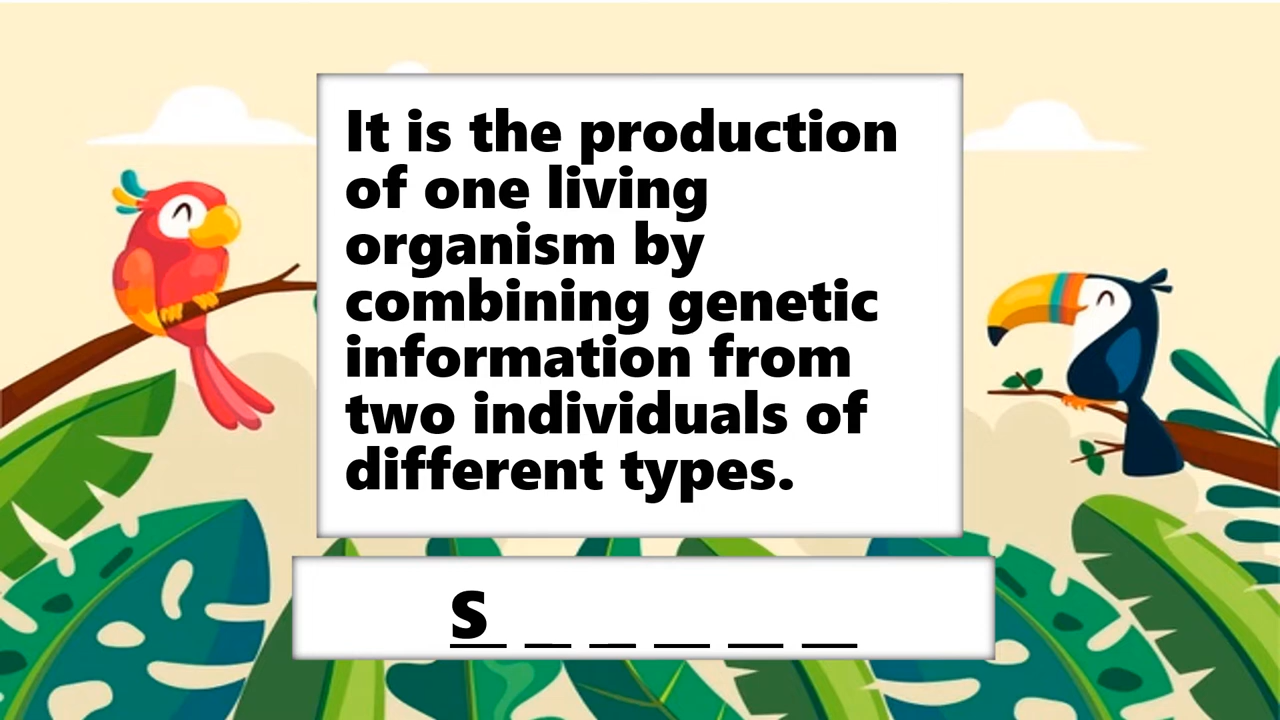 It is the production
of one living
organism by
combining genetic
information from
two individuals of
different types.
S _ _ _ _ _